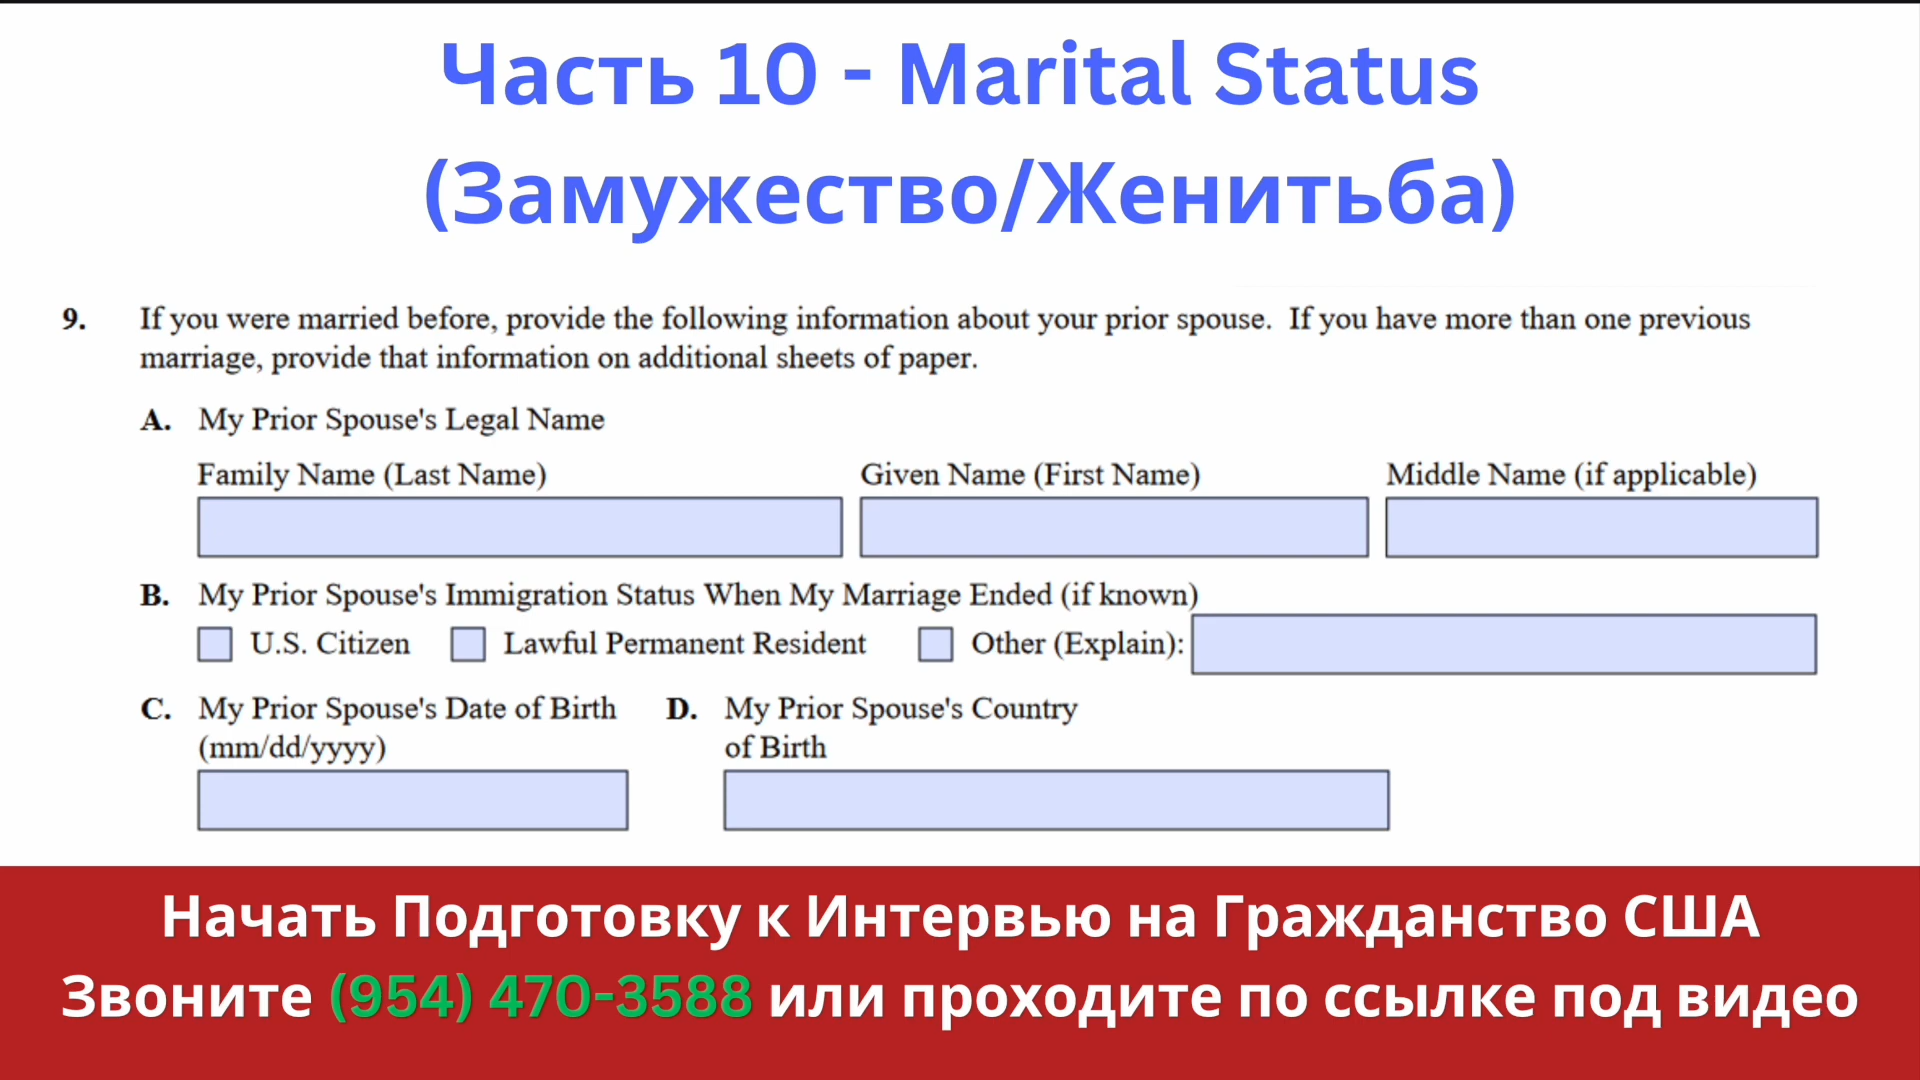 Часть 10 - Marital Status
(Замужество/Женитьба)
9. If you were married before, provide the following information about your prior spouse. If you have more than one previous
marriage, provide that information on additional sheets of paper.
A. My Prior Spouse's Legal Name
Family Name (Last Name) Given Name (First Name) Middle Name (if applicable)
B. My Prior Spouse's Immigration Status When My Marriage Ended (if known)
U.S. Citizen Lawful Permanent Resident Other (Explain):
C. My Prior Spouse's Date of Birth D. My Prior Spouse's Country
(mm/dd/yyyy) of Birth
Начать Подготовку к Интервью на Гражданство США
Звоните (954) 470-3588 или проходите по ссылке под видео